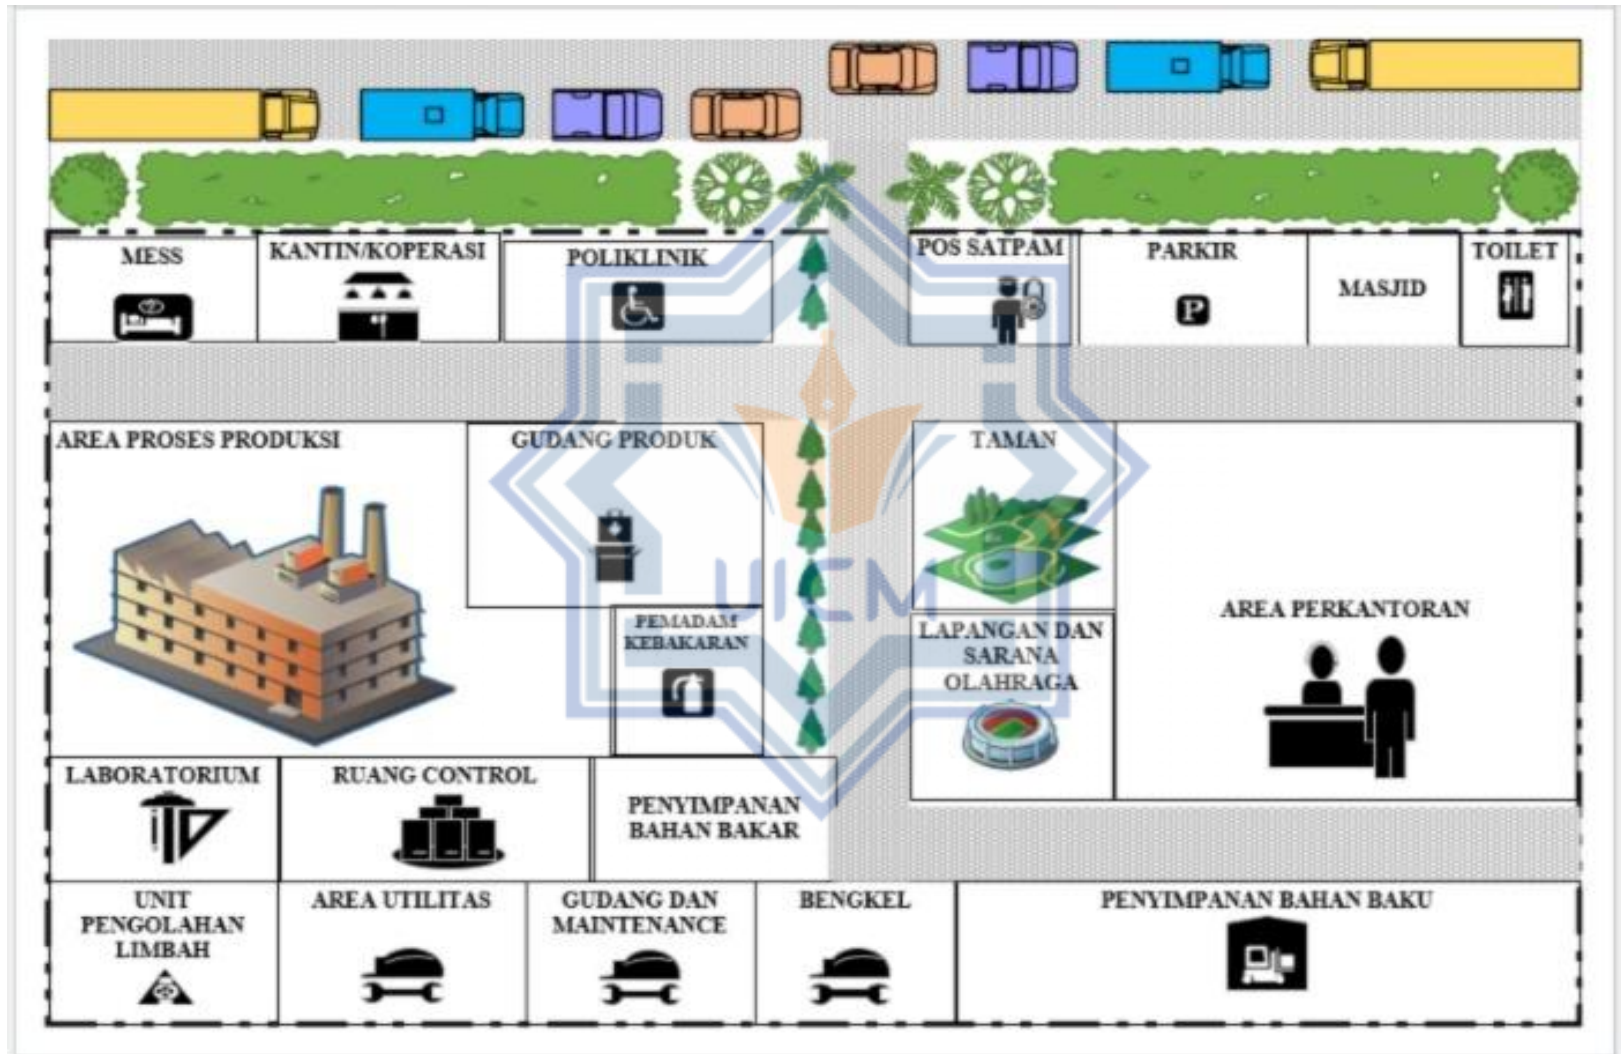 MESS
KANTIN/KOPERASI
POLIKLINIK
POS SATPAM
PARKIR
P
MASJID
TOILET
AREA PROSES PRODUKSI
GUDANG PRODUK
PEMADAM
KEBAKARAN
TAMAN
LAPANGAN DAN
SARANA
OLAHRAGA
AREA PERKANTORAN
UICM
LABORATORIUM
RUANG CONTROL
PENYIMPANAN
BAHAN BAKAR
UNIT
PENGOLAHAN
LIMBAH
AREA UTILITAS
GUDANG DAN
MAINTENANCE
BENGKEL
PENYIMPANAN BAHAN BAKU